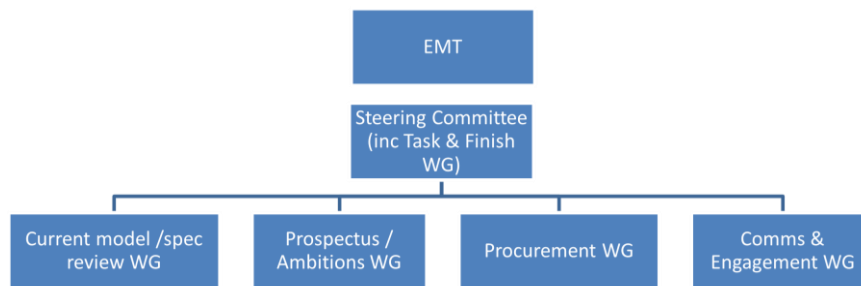 EMT
Steering Committee
(inc Task & Finish
WG)
Current model /spec
review WG
Prospectus /
Ambitions WG
Procurement WG
Comms &
Engagement WG